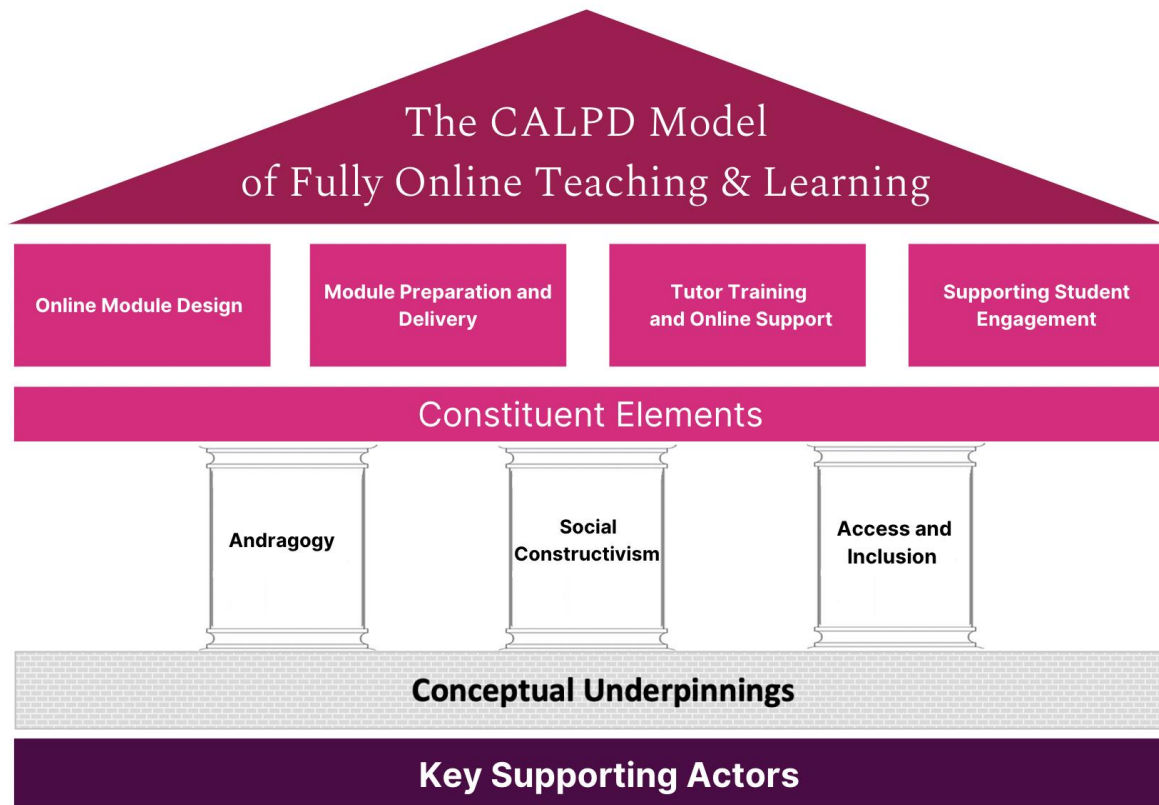 The CALPD Model
of Fully Online Teaching & Learning
Online Module Design
Module Preparation and
Delivery
Tutor Training
and Online Support
Supporting Student
Engagement
Constituent Elements
Andragogy
Social
Constructivism
Access and
Inclusion
Conceptual Underpinnings
Key Supporting Actors